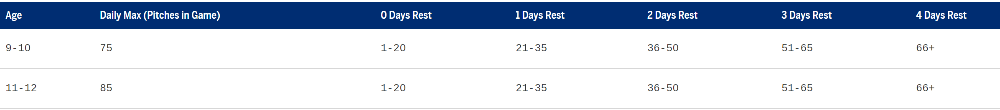 Age Daily Max (Pitches in Game) 0 Days Rest 1 Days Rest 2 Days Rest 3 Days Rest 4 Days Rest
9-10 75 1-20 21-35 36-50 51-65 66+
11-12 85 1-20 21-35 36-50 51-65 66+